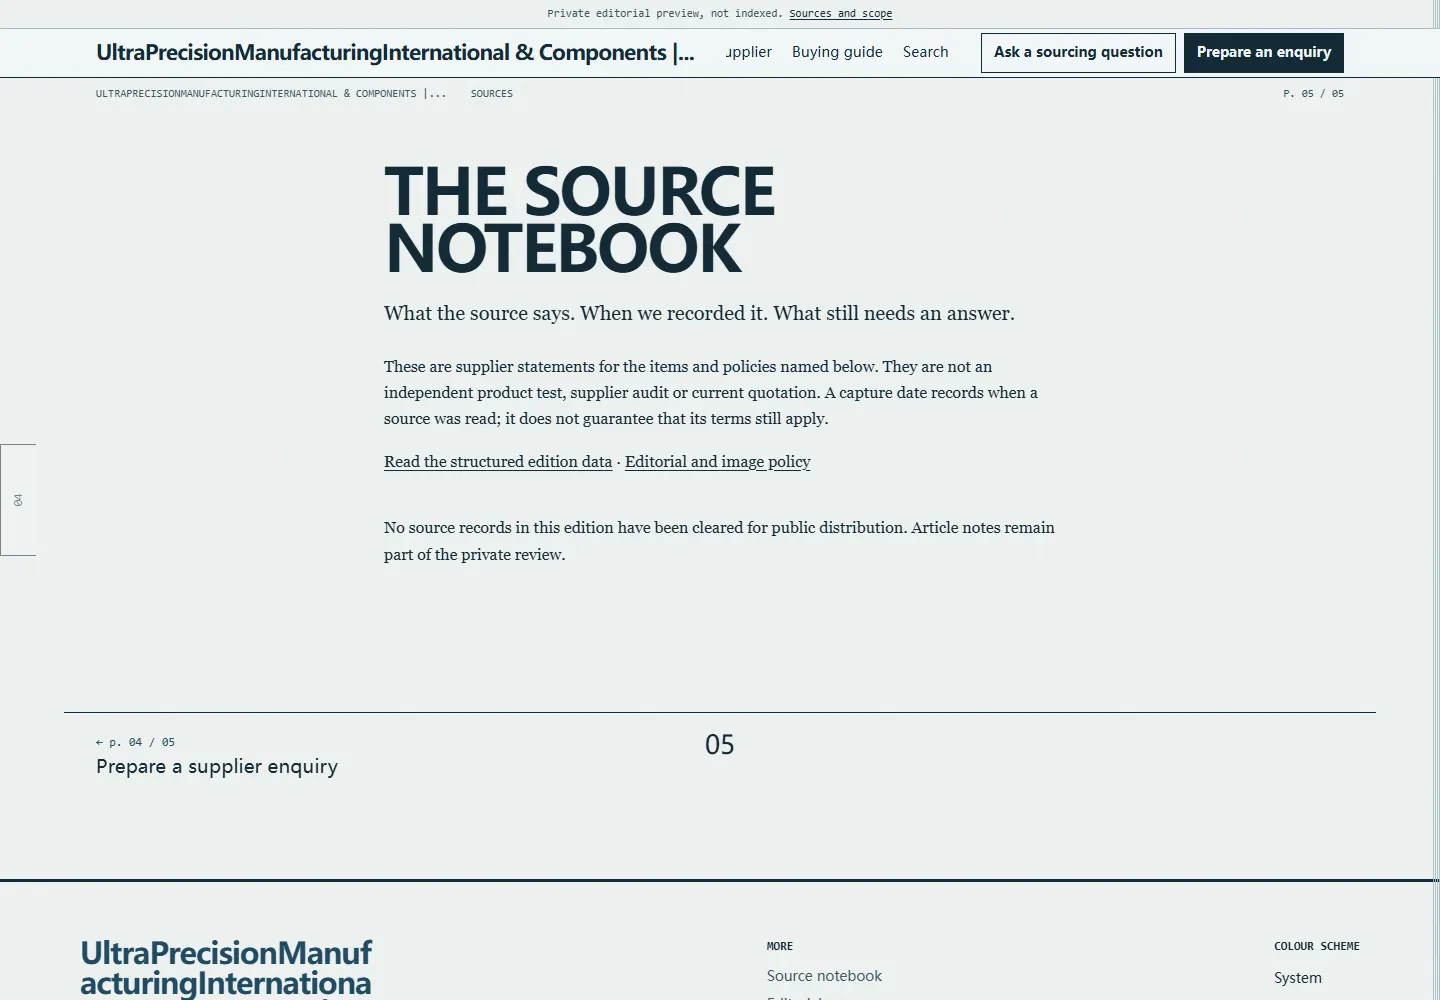 Private editorial preview, not indexed. Sources and scope
UltraPrecisionManufacturingInternational & Components |...
upplier Buying guide Search Ask a sourcing question Prepare an enquiry
ULTRAPRECISIONMANUFACTURINGINTERNATIONAL & COMPONENTS |... SOURCES P. 05 / 05
THE SOURCE
NOTEBOOK
What the source says. When we recorded it. What still needs an answer.
These are supplier statements for the items and policies named below. They are not an
independent product test, supplier audit or current quotation. A capture date records when a
source was read; it does not guarantee that its terms still apply.
04
Read the structured edition data · Editorial and image policy
No source records in this edition have been cleared for public distribution. Article notes remain
part of the private review.
← p. 04 / 05
Prepare a supplier enquiry
05
UltraPrecisionManuf
acturingInternationa
MORE
Source notebook
COLOUR SCHEME
System